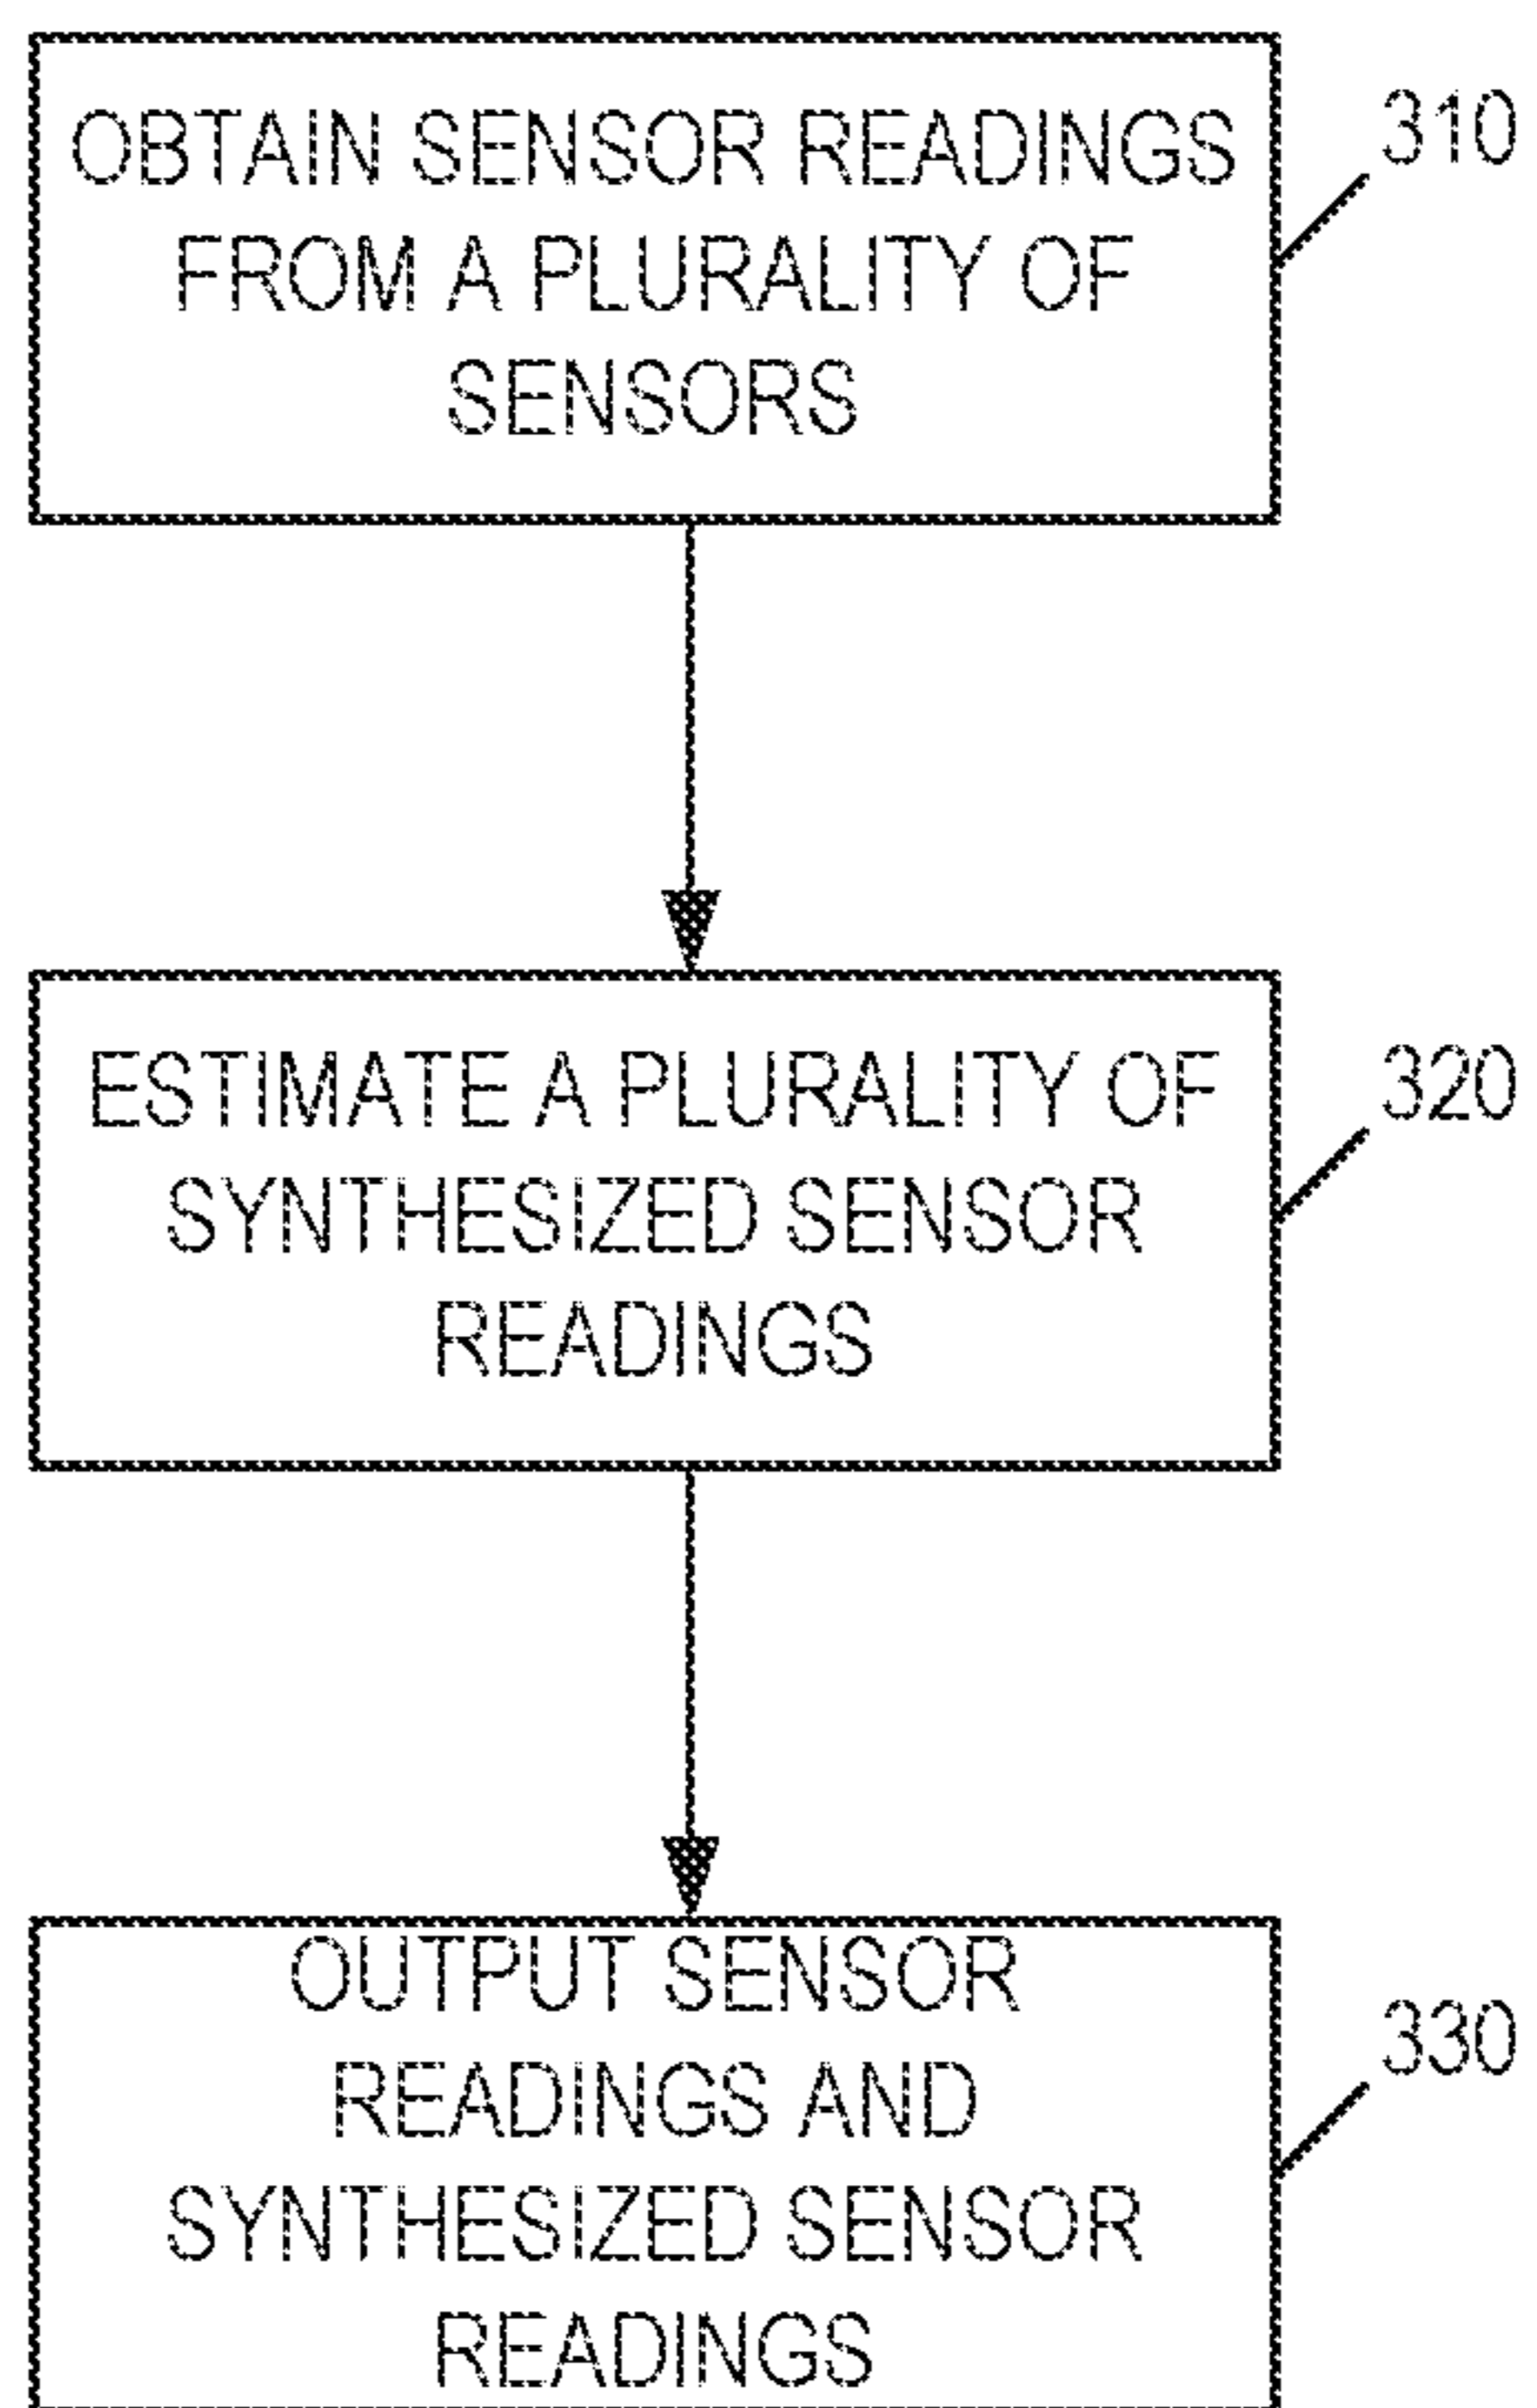 OBTAIN SENSOR READINGS
FROM A PLURALITY OF
SENSORS
310
ESTIMATE A PLURALITY OF
SYNTHESIZED SENSOR
READINGS
320
OUTPUT SENSOR
READINGS AND
SYNTHESIZED SENSOR
READINGS
330